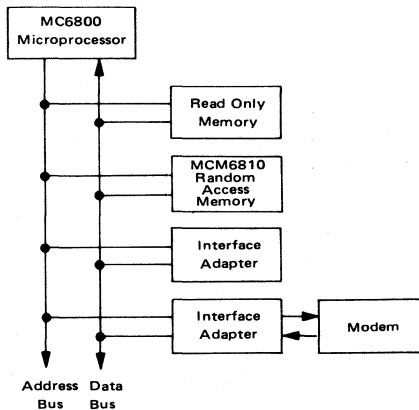 MC6800
Microprocessor
Read Only
Memory
MCM6810
Random
Access
Memory
Interface
Adapter
Interface
Adapter
Modem
Address
Bus
Data
Bus